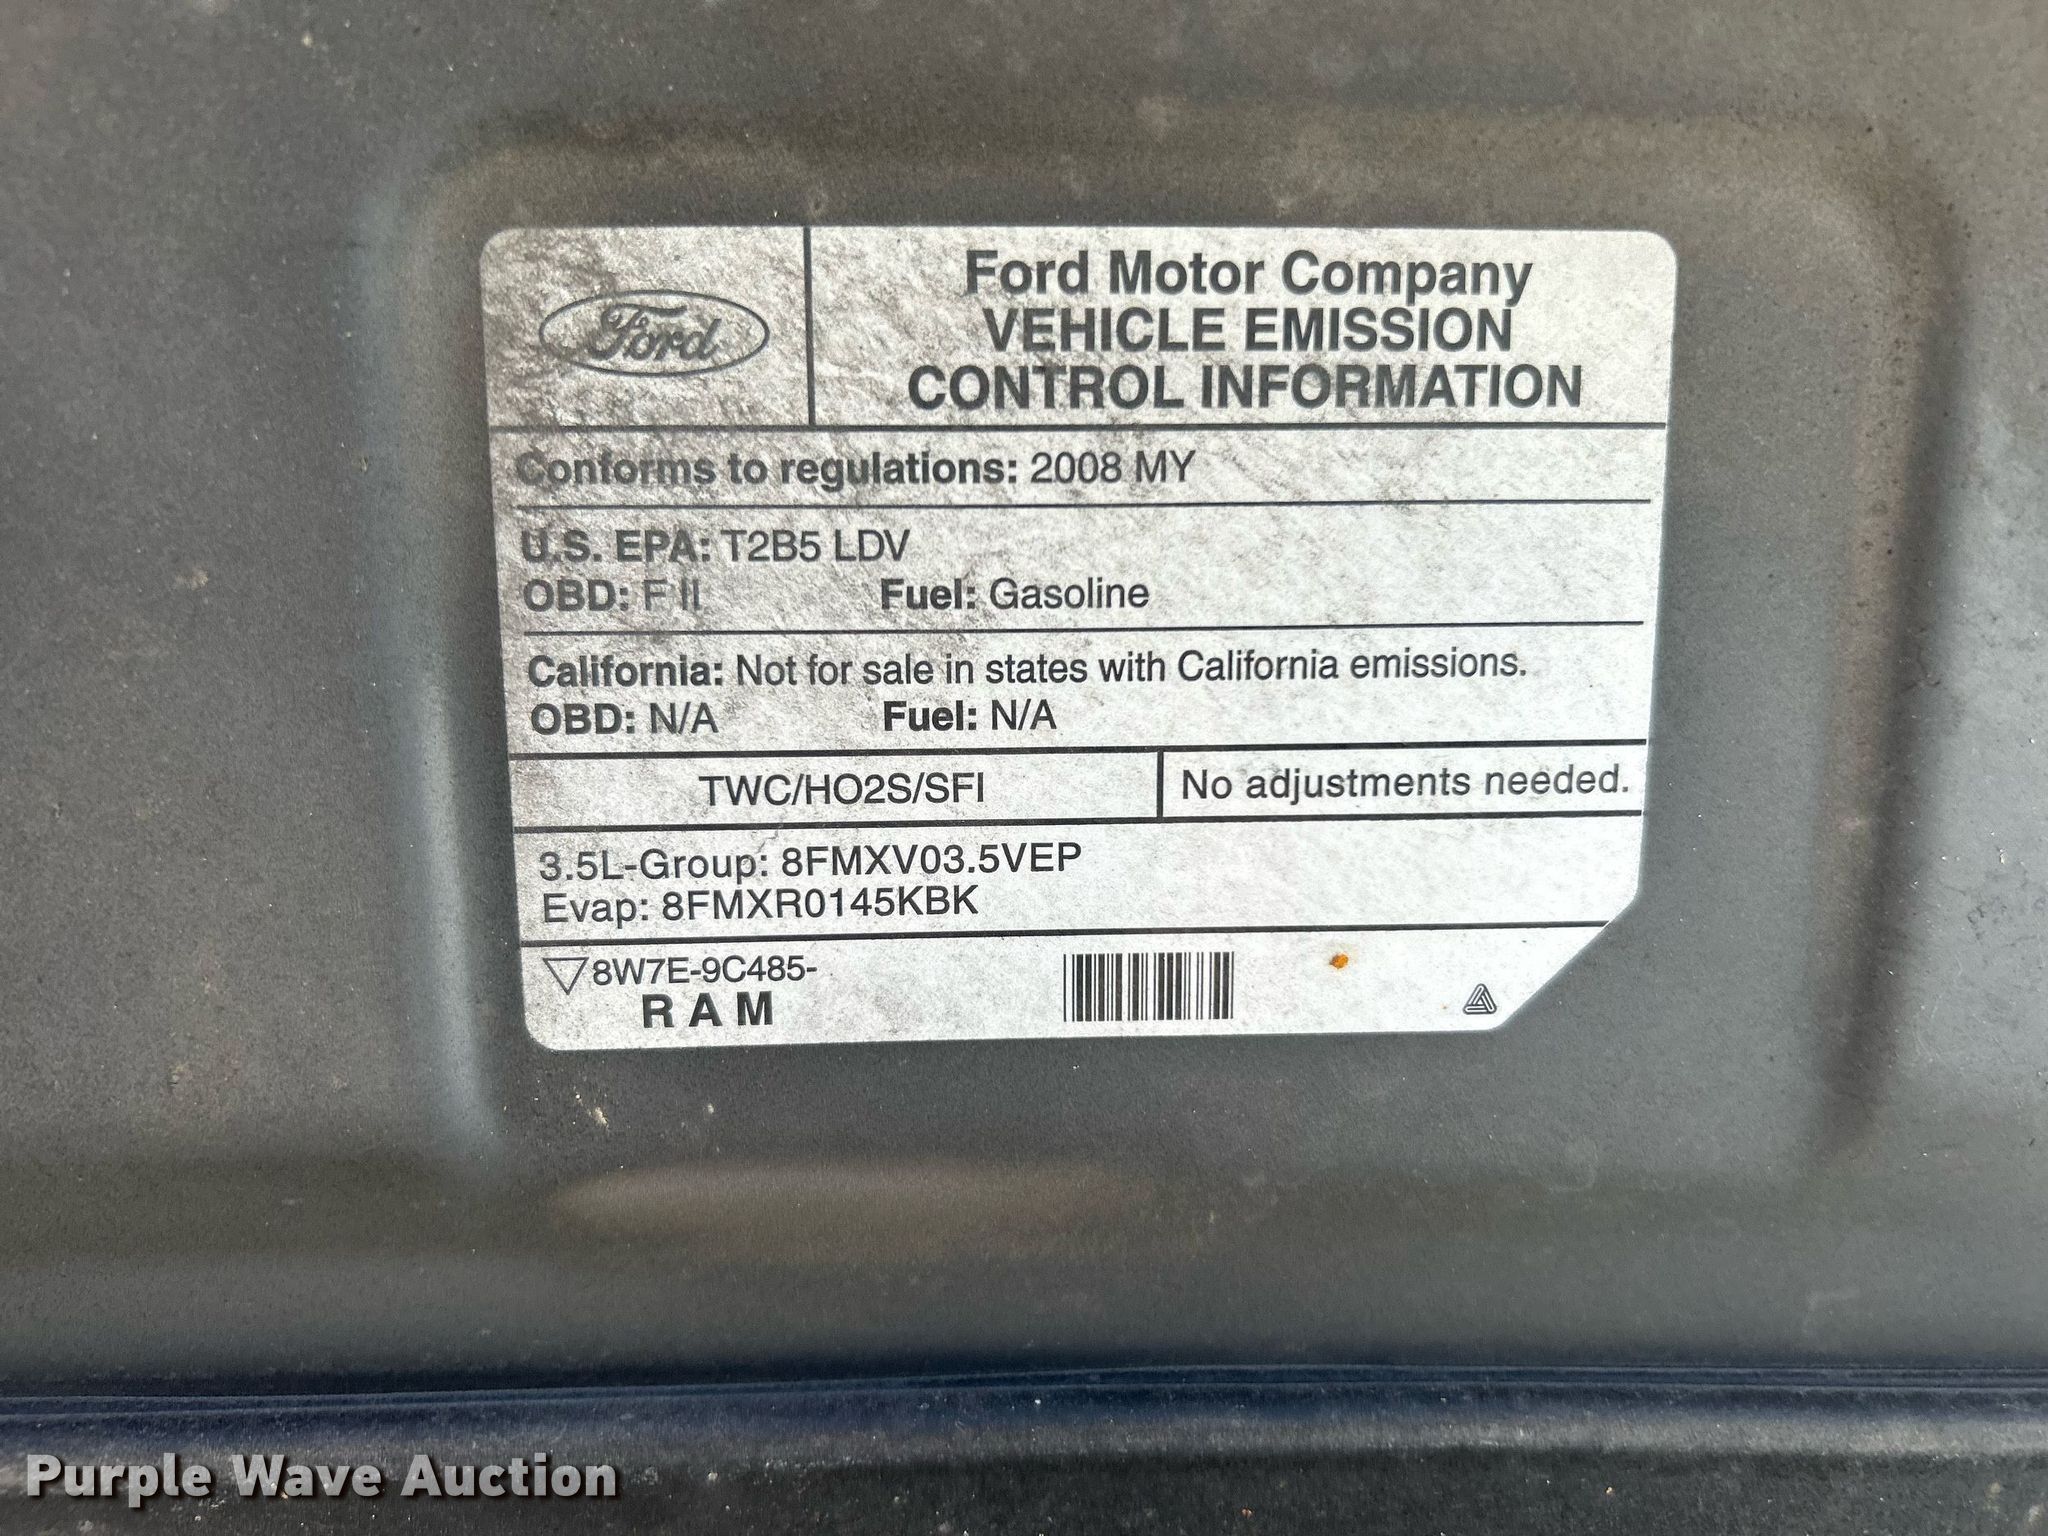 Ford
Ford Motor Company
VEHICLE EMISSION
CONTROL INFORMATION
Conforms to regulations: 2008 MY
U.S. EPA: T2B5 LDV
OBD: F II Fuel: Gasoline
California: Not for sale in states with California emissions.
OBD: N/A Fuel: N/A
TWC/HO2S/SFI No adjustments needed.
3.5L-Group: 8FMXV03.5VEP
Evap: 8FMXR0145KBK
8W7E-9C485-
R A M
Purple Wave Auction